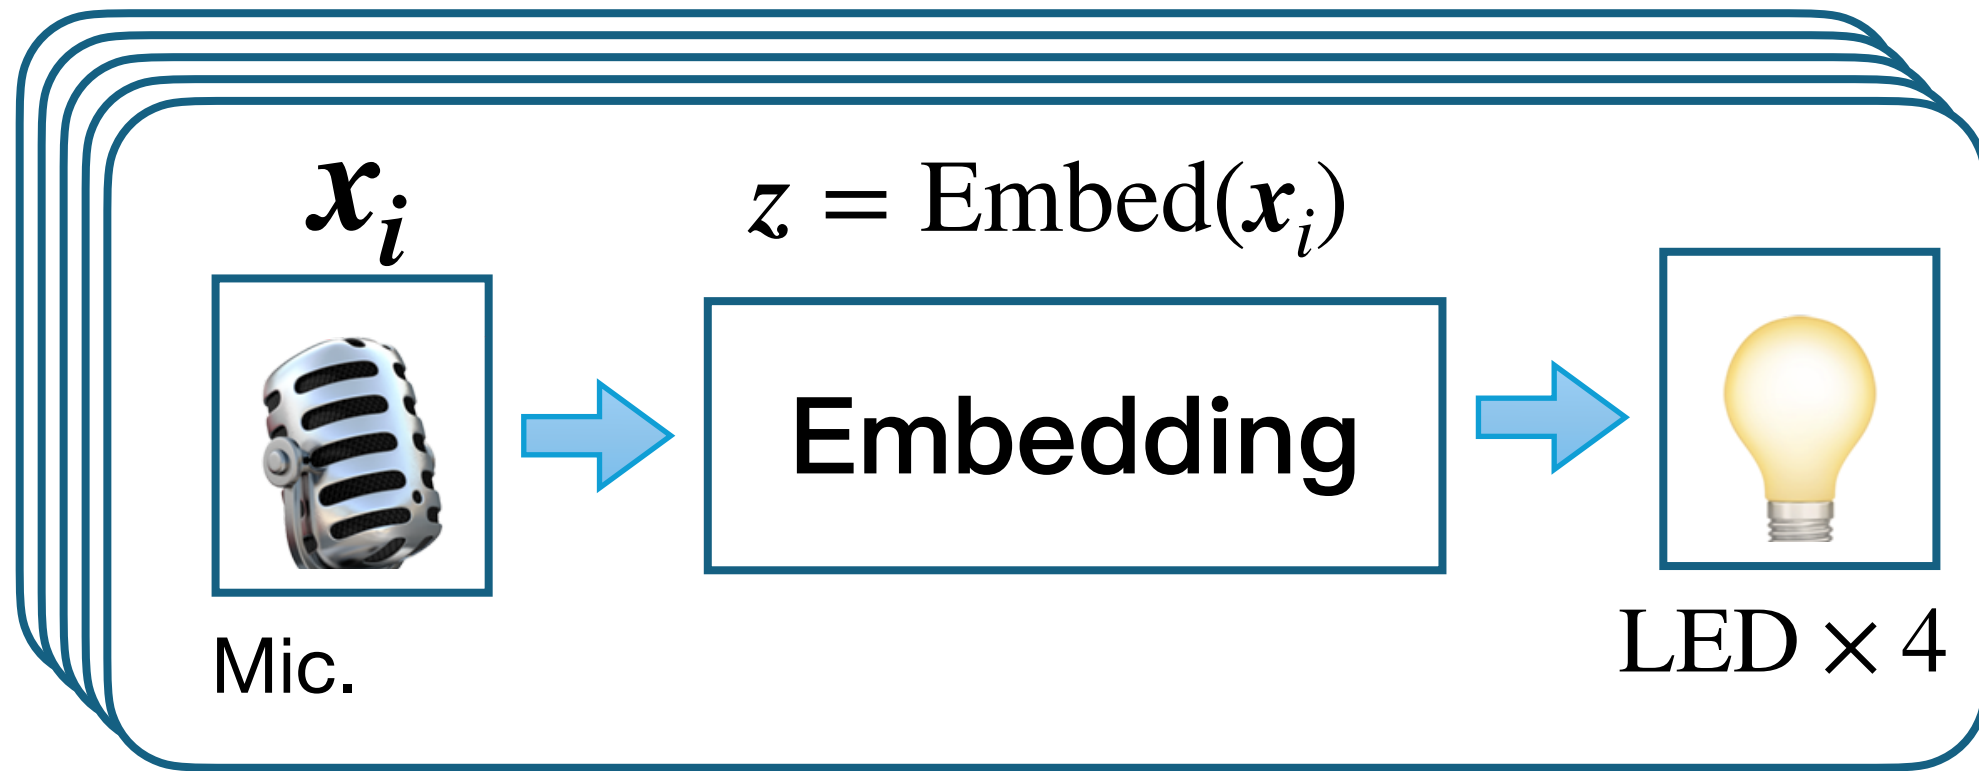 x_i
z = Embed(x_i)
Embedding
Mic.
LED × 4